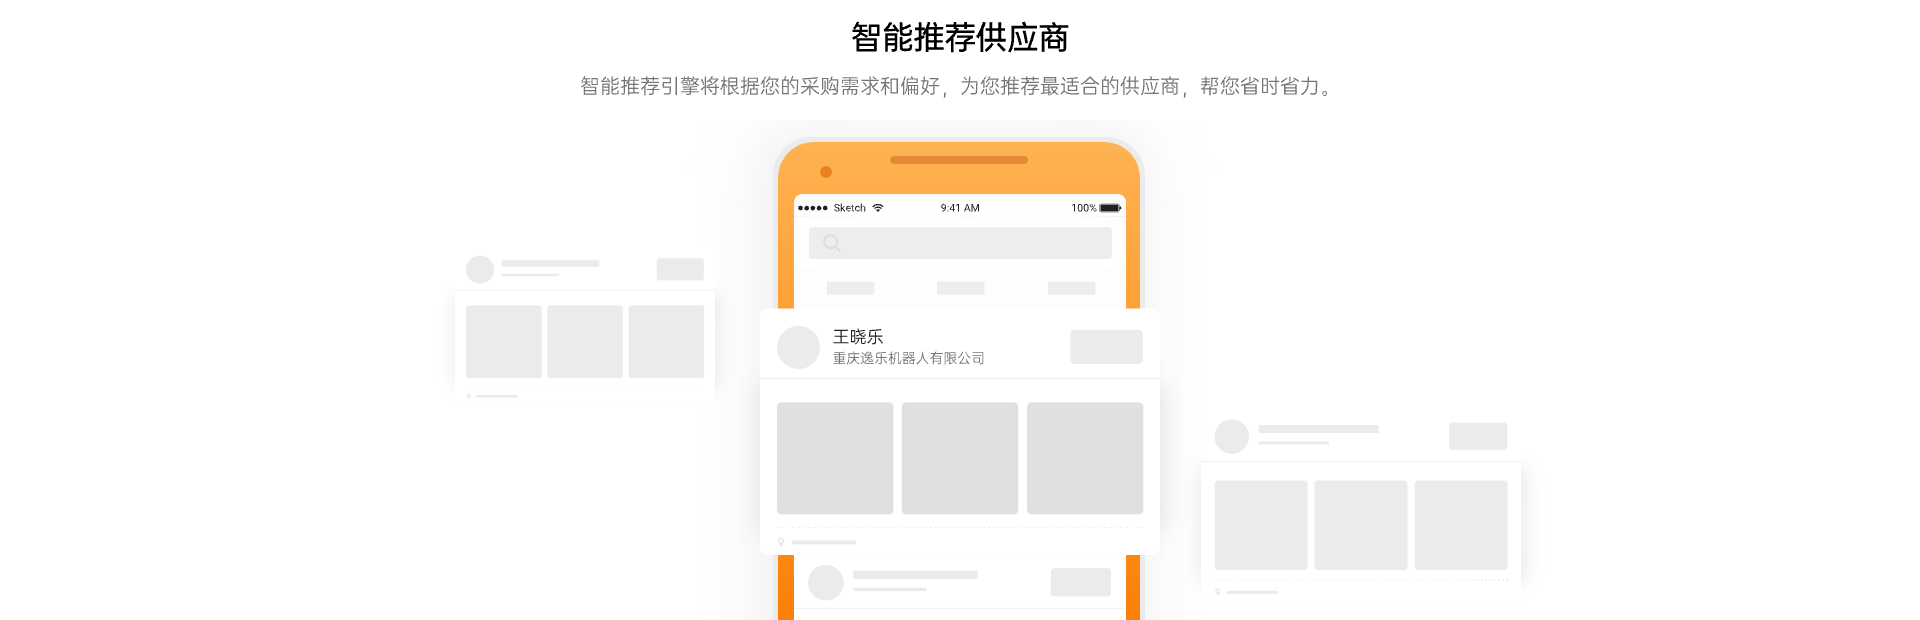 智能推荐供应商
智能推荐引擎将根据您的采购需求和偏好，为您推荐最适合的供应商，帮您省时省力。
Sketch 9:41 AM 100%
王晓乐
重庆逸乐机器人有限公司